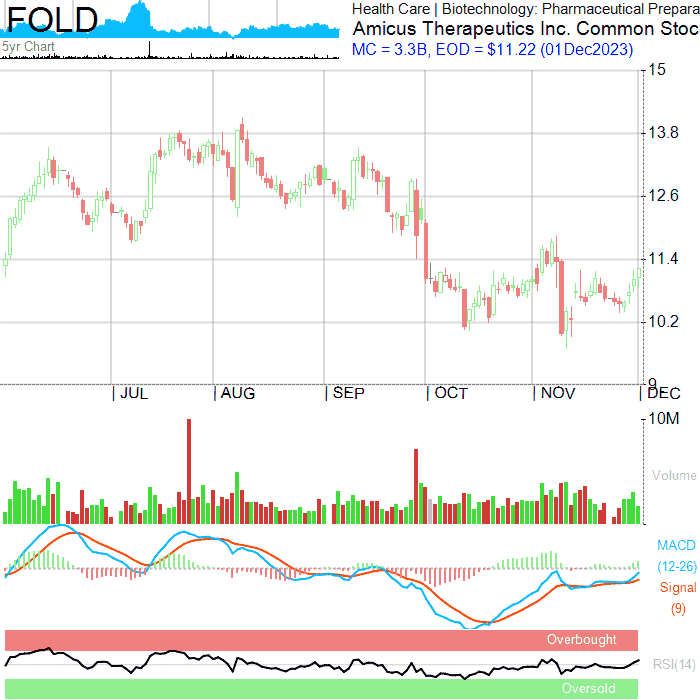 FOLD
5yr Chart
Health Care | Biotechnology: Pharmaceutical Prepara
Amicus Therapeutics Inc. Common Stoc
MC = 3.3B, EOD = $11.22 (01Dec2023)
15
13.8
12.6
11.4
10.2
9
JUL AUG SEP OCT NOV DEC
10M
Volume
MACD
(12-26)
Signal
(9)
Overbought
RSI(14)
Oversold